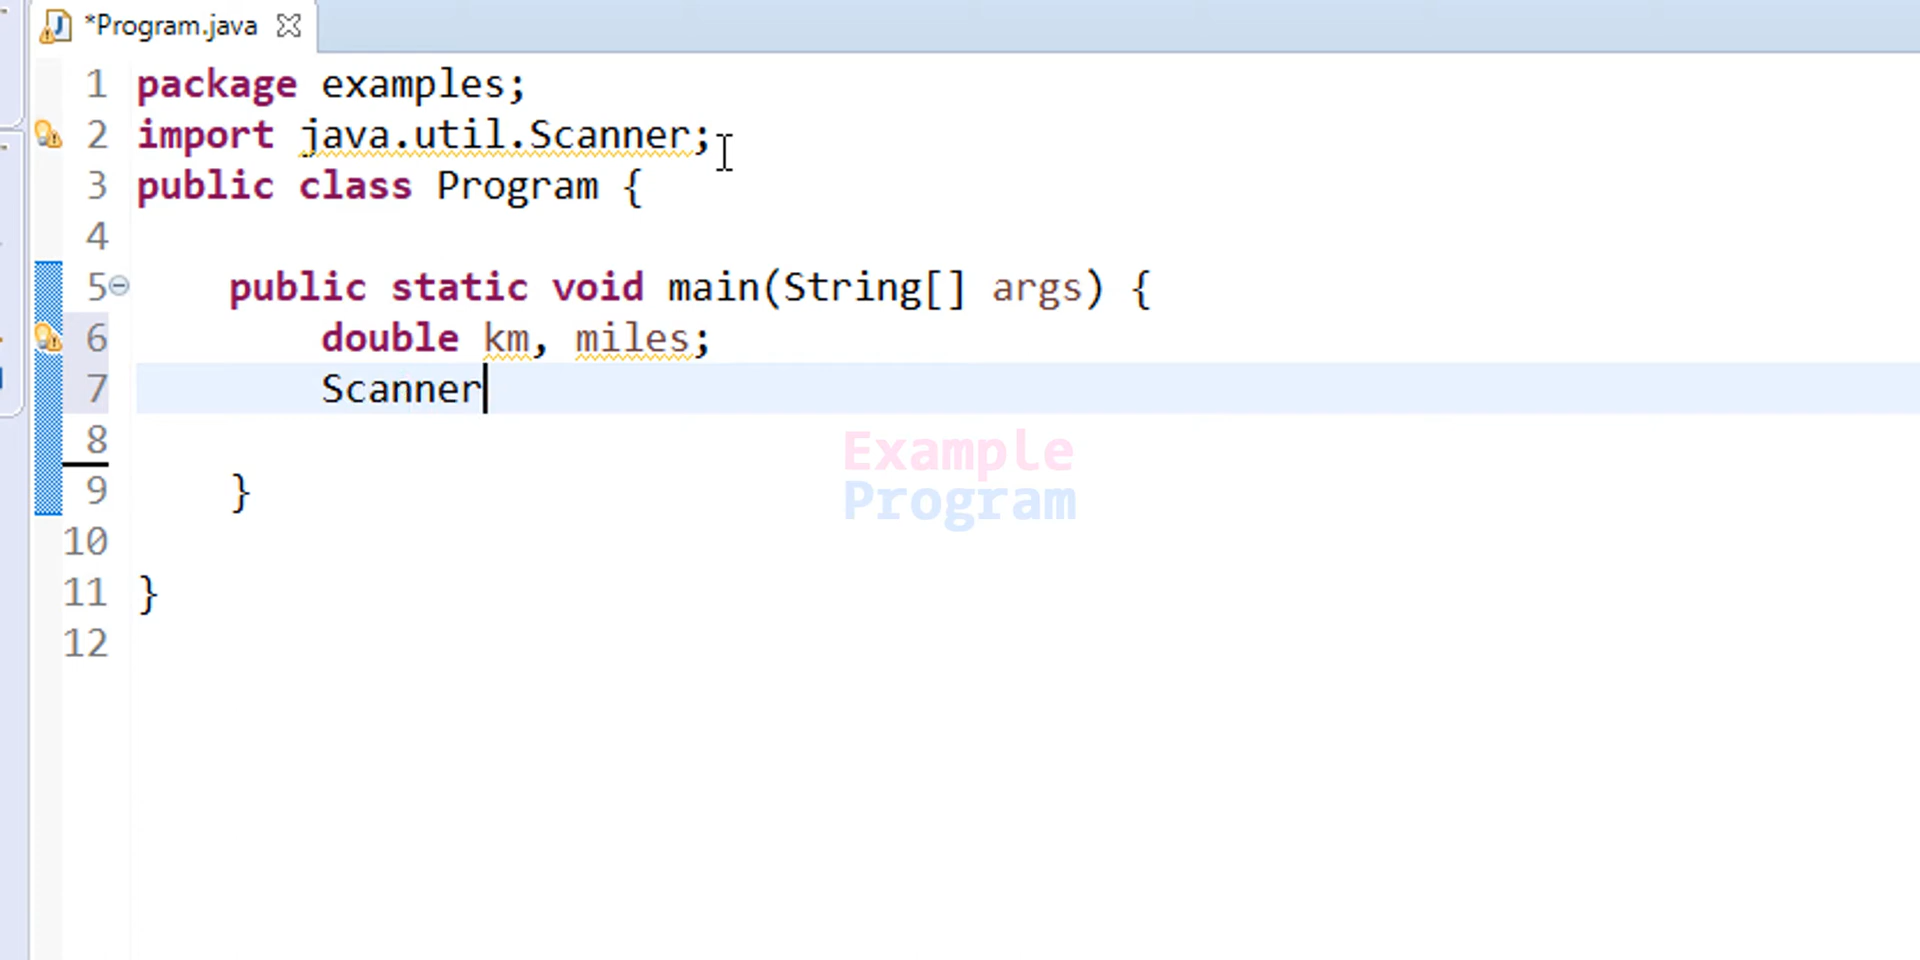 *Program.java
1 package examples;
2 import java.util.Scanner;
3 public class Program {
4
5 public static void main(String[] args) {
6 double km, miles;
7 Scanner
8
Example
Program
9 }
10
11 }
12